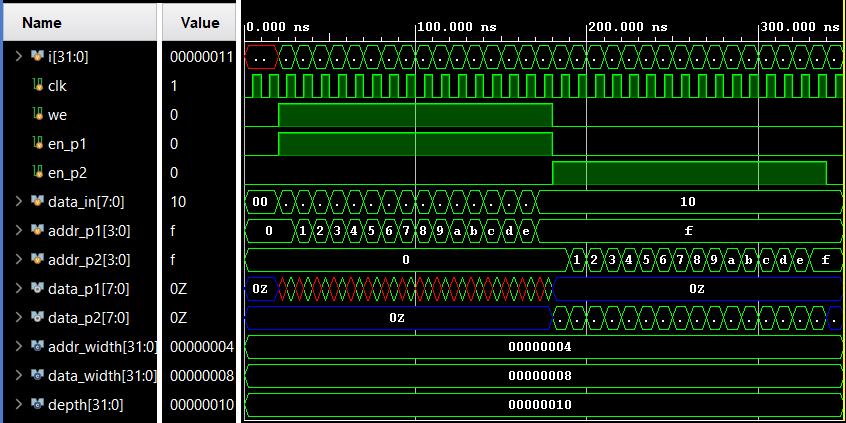 Name Value 0.000 ns 100.000 ns 200.000 ns 300.000 ns
i[31:0] 00000011 ..
clk 1
we 0
en_p1 0
en_p2 0
data_in[7:0] 10 00 10
addr_p1[3:0] f 0 1 2 3 4 5 6 7 8 9 a b c d e f
addr_p2[3:0] f 0 1 2 3 4 5 6 7 8 9 a b c d e f
data_p1[7:0] 0Z 0Z 0Z
data_p2[7:0] 0Z 0Z
addr_width[31:0] 00000004 00000004
data_width[31:0] 00000008 00000008
depth[31:0] 00000010 00000010